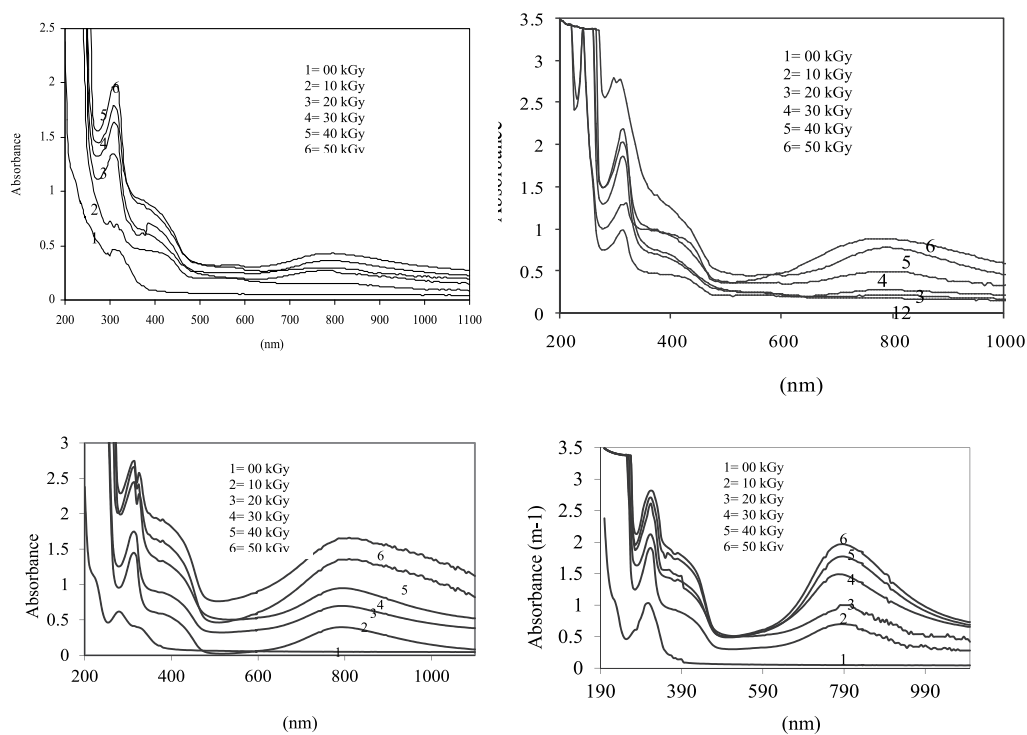 2.5
2
1.5
1
0.5
0
Absorbance
200 300 400 500 600 700 800 900 1000 1100
(nm)
1= 00 kGy
2= 10 kGy
3= 20 kGy
4= 30 kGy
5= 40 kGy
6= 50 kGy
6
5
4
3
2
1
3.5
3
2.5
2
1.5
1
0.5
0
Absorbance
200 400 600 800 1000
(nm)
1= 00 kGy
2= 10 kGy
3= 20 kGy
4= 30 kGy
5= 40 kGy
6= 50 kGy
6
5
4
3
12
3
2.5
2
1.5
1
0.5
0
Absorbance
200 400 600 800 1000
(nm)
1= 00 kGy
2= 10 kGy
3= 20 kGy
4= 30 kGy
5= 40 kGy
6= 50 kGy
6
5
4
3
2
1
3.5
3
2.5
2
1.5
1
0.5
0
Absorbance (m-1)
190 390 590 790 990
(nm)
1= 00 kGy
2= 10 kGy
3= 20 kGy
4= 30 kGy
5= 40 kGy
6= 50 kGy
6
5
4
3
2
1